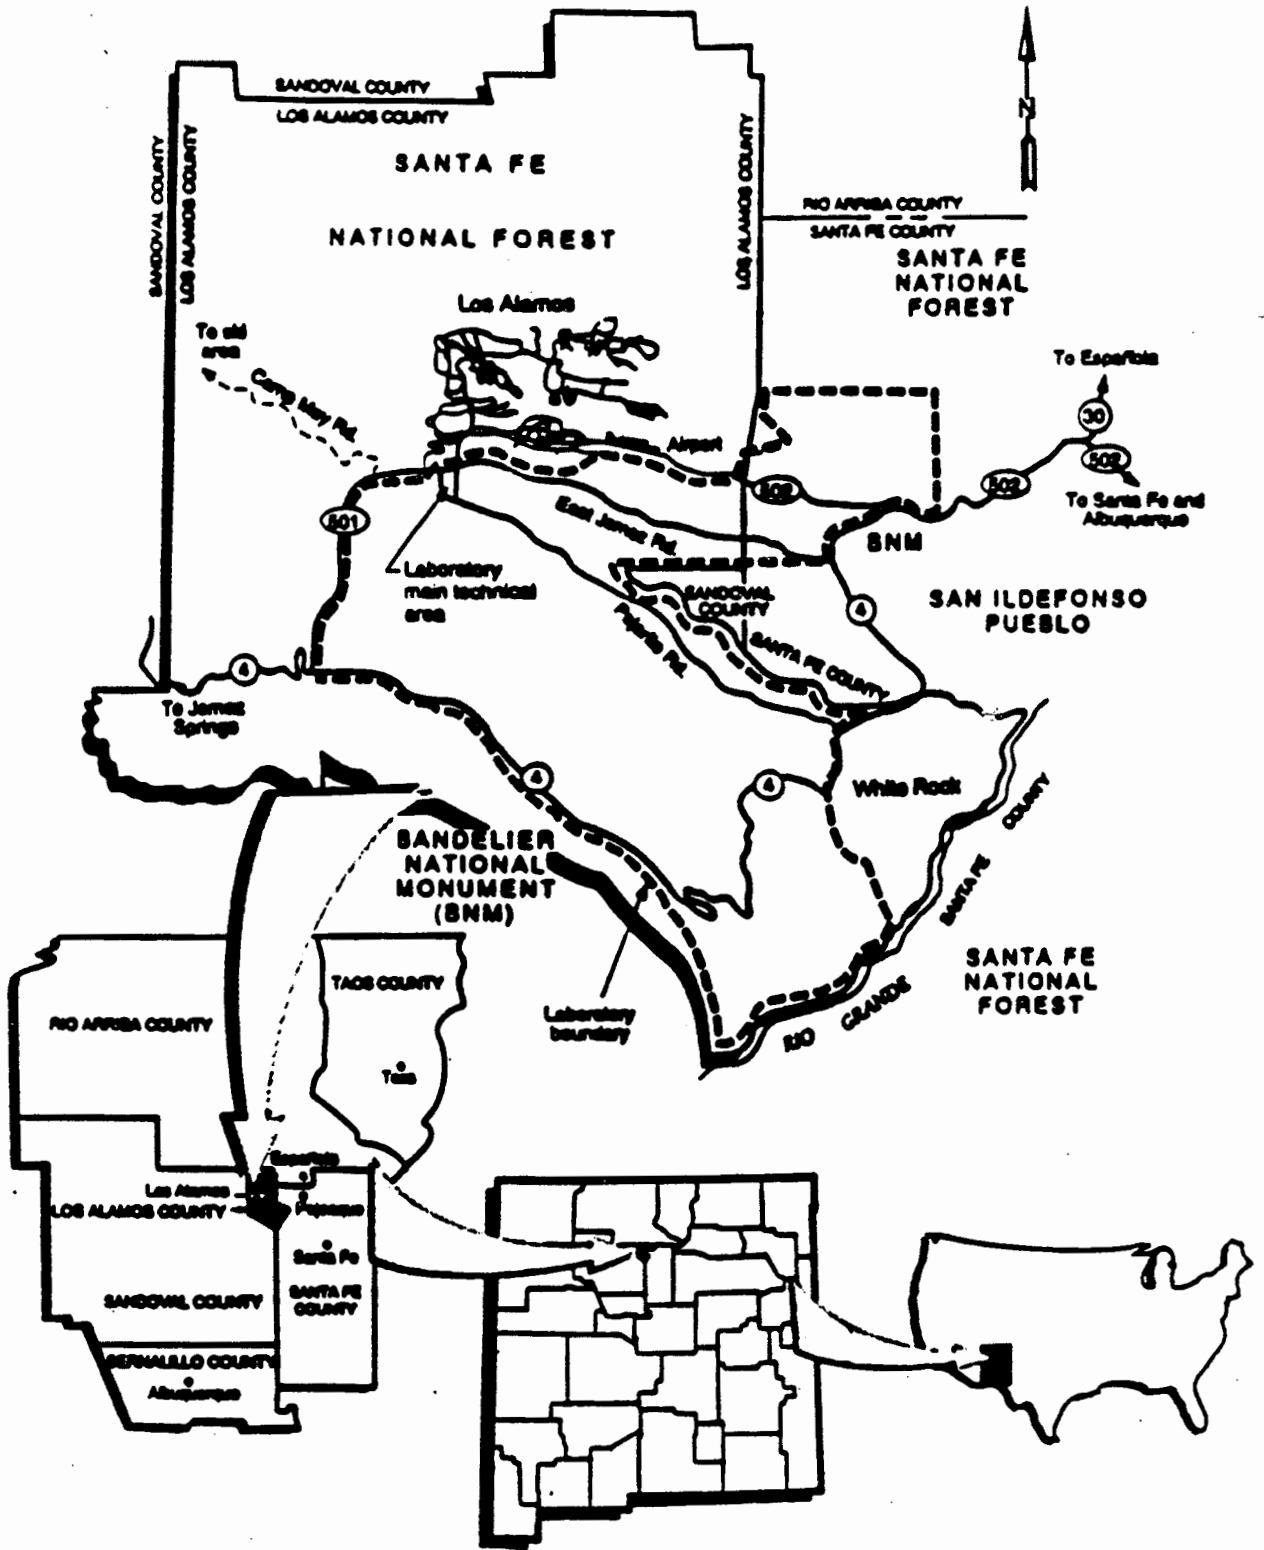 SANDOVAL COUNTY
LOS ALAMOS COUNTY
SANDOVAL COUNTY
LOS ALAMOS COUNTY
SANTA FE
NATIONAL FOREST
LOS ALAMOS COUNTY
N
RIO ARRIBA COUNTY
SANTA FE COUNTY
SANTA FE
NATIONAL
FOREST
Los Alamos
To ski
area
Camp May Rd.
To Española
30
502
Airport
502
502
To Santa Fe and
Albuquerque
501
East Jemez Rd.
BNM
Laboratory
main technical
area
SANDOVAL
COUNTY
SANTA FE COUNTY
Pajarito Rd.
4
SAN ILDEFONSO
PUEBLO
4
To Jemez
Springs
4
4
White Rock
SANTA FE COUNTY
BANDELIER
NATIONAL
MONUMENT
(BNM)
SANTA FE
NATIONAL
FOREST
Laboratory
boundary
RIO GRANDE
TAOS COUNTY
RIO ARRIBA COUNTY
Taos
Española
Los Alamos
LOS ALAMOS COUNTY
Pojoaque
Santa Fe
SANTA FE
COUNTY
SANDOVAL COUNTY
BERNALILLO COUNTY
Albuquerque